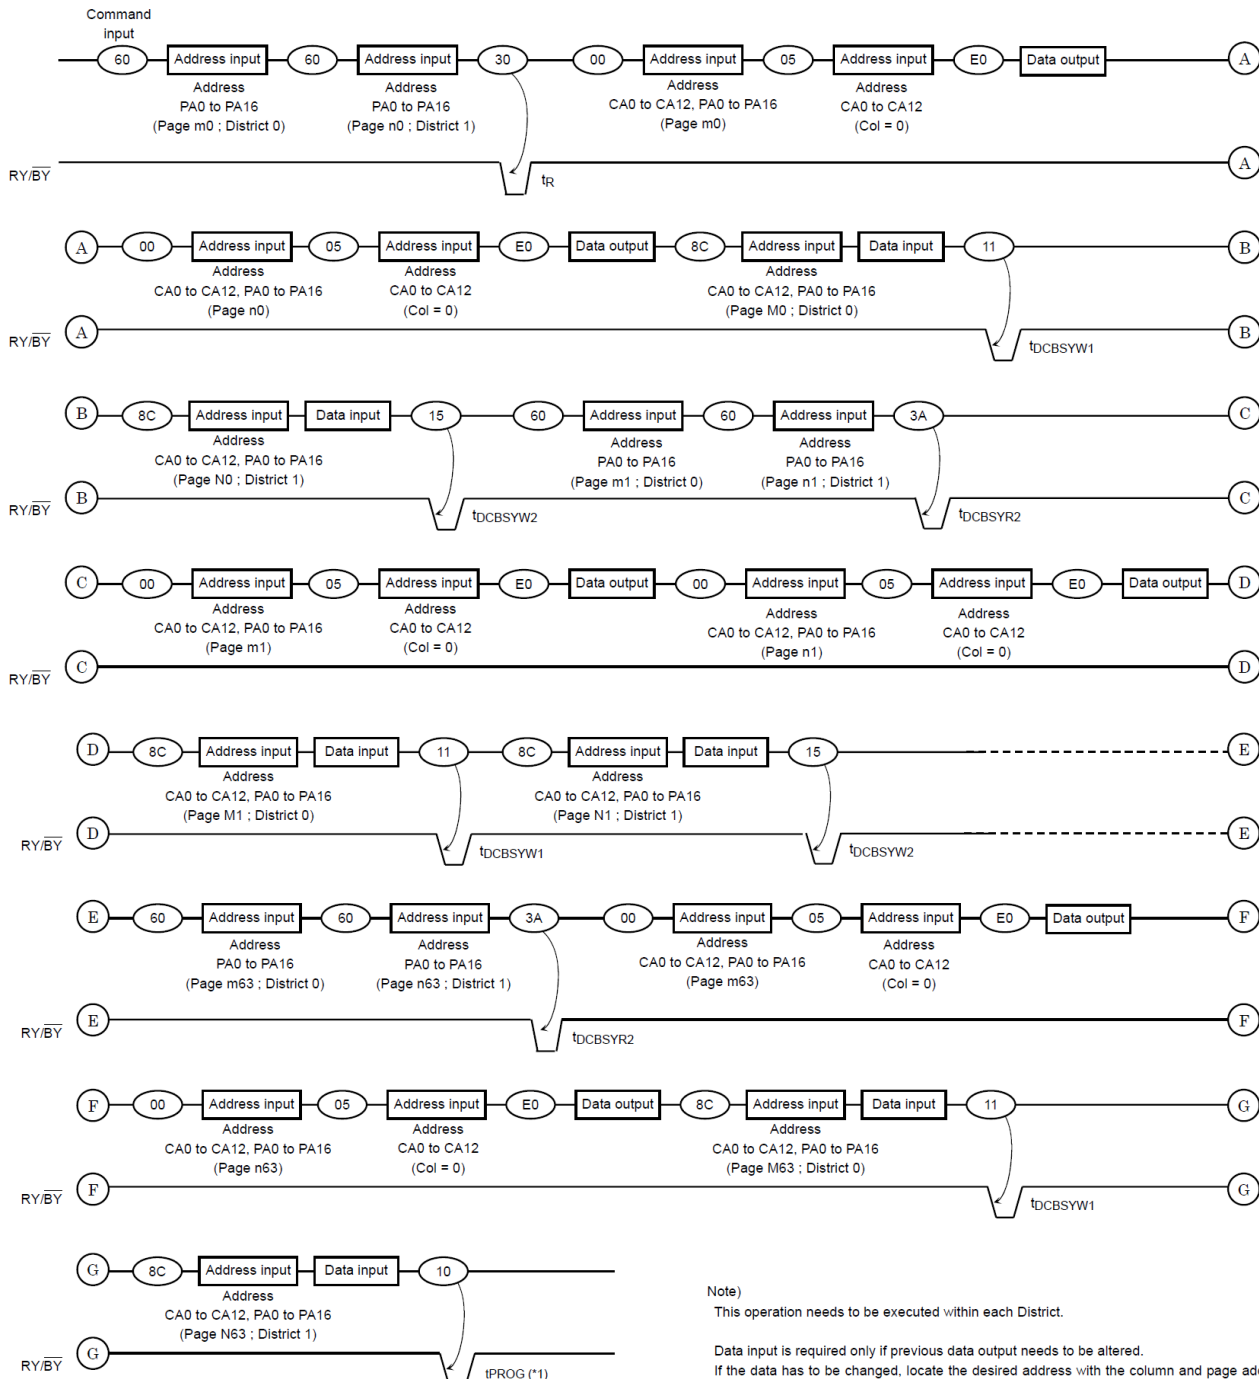 Command
input
60 Address input 60 Address input 30 00 Address input 05 Address input E0 Data output A
Address Address Address Address
PA0 to PA16 PA0 to PA16 CA0 to CA12, PA0 to PA16 CA0 to CA12
(Page m0 ; District 0) (Page n0 ; District 1) (Page m0) (Col = 0)
RY/BY tR A
A 00 Address input 05 Address input E0 Data output 8C Address input Data input 11 B
Address Address Address
CA0 to CA12, PA0 to PA16 CA0 to CA12 CA0 to CA12, PA0 to PA16
(Page n0) (Col = 0) (Page M0 ; District 0)
RY/BY A tDCBSYW1 B
B 8C Address input Data input 15 60 Address input 60 Address input 3A C
Address Address Address
CA0 to CA12, PA0 to PA16 PA0 to PA16 PA0 to PA16
(Page N0 ; District 1) (Page m1 ; District 0) (Page n1 ; District 1)
RY/BY B tDCBSYW2 tDCBSYR2 C
C 00 Address input 05 Address input E0 Data output 00 Address input 05 Address input E0 Data output D
Address Address Address Address
CA0 to CA12, PA0 to PA16 CA0 to CA12 CA0 to CA12, PA0 to PA16 CA0 to CA12
(Page m1) (Col = 0) (Page n1) (Col = 0)
RY/BY C D
D 8C Address input Data input 11 8C Address input Data input 15 E
Address Address
CA0 to CA12, PA0 to PA16 CA0 to CA12, PA0 to PA16
(Page M1 ; District 0) (Page N1 ; District 1)
RY/BY D tDCBSYW1 tDCBSYW2 E
E 60 Address input 60 Address input 3A 00 Address input 05 Address input E0 Data output F
Address Address Address Address
PA0 to PA16 PA0 to PA16 CA0 to CA12, PA0 to PA16 CA0 to CA12
(Page m63 ; District 0) (Page n63 ; District 1) (Page m63) (Col = 0)
RY/BY E tDCBSYR2 F
F 00 Address input 05 Address input E0 Data output 8C Address input Data input 11 G
Address Address Address
CA0 to CA12, PA0 to PA16 CA0 to CA12 CA0 to CA12, PA0 to PA16
(Page n63) (Col = 0) (Page M63 ; District 0)
RY/BY F tDCBSYW1 G
G 8C Address input Data input 10
Address
CA0 to CA12, PA0 to PA16
(Page N63 ; District 1)
RY/BY G tPROG (*1)
Note)
This operation needs to be executed within each District.
Data input is required only if previous data output needs to be altered.
If the data has to be changed, locate the desired address with the column and page